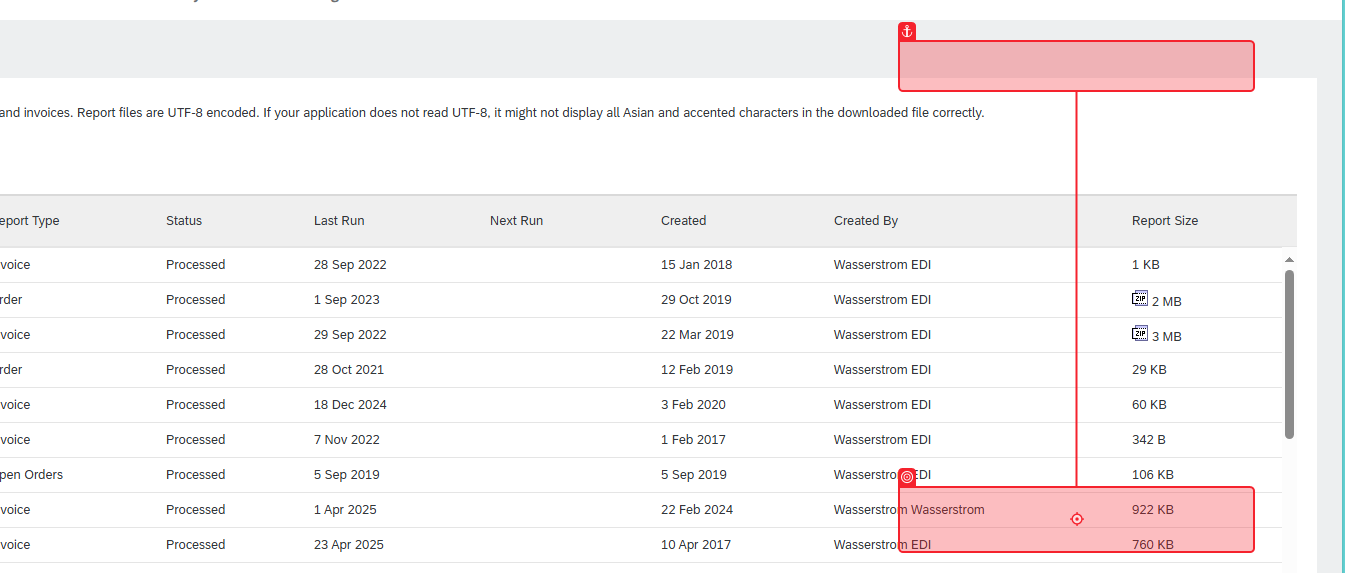 and invoices. Report files are UTF-8 encoded. If your application does not read UTF-8, it might not display all Asian and accented characters in the downloaded file correctly.
eport Type Status Last Run Next Run Created Created By Report Size
voice Processed 28 Sep 2022 15 Jan 2018 Wasserstrom EDI 1 KB
rder Processed 1 Sep 2023 29 Oct 2019 Wasserstrom EDI ZIP 2 MB
voice Processed 29 Sep 2022 22 Mar 2019 Wasserstrom EDI ZIP 3 MB
rder Processed 28 Oct 2021 12 Feb 2019 Wasserstrom EDI 29 KB
voice Processed 18 Dec 2024 3 Feb 2020 Wasserstrom EDI 60 KB
voice Processed 7 Nov 2022 1 Feb 2017 Wasserstrom EDI 342 B
pen Orders Processed 5 Sep 2019 5 Sep 2019 Wasserstrom EDI 106 KB
voice Processed 1 Apr 2025 22 Feb 2024 Wasserstrom Wasserstrom 922 KB
voice Processed 23 Apr 2025 10 Apr 2017 Wasserstrom EDI 760 KB